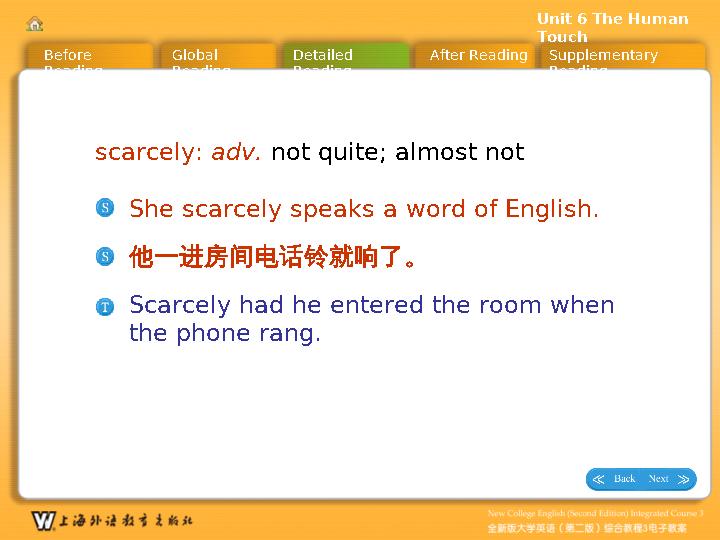 Unit 6 The Human
Touch
Before
Reading
Global
Reading
Detailed
Reading
After Reading
Supplementary
Reading
scarcely: adv. not quite; almost not
S She scarcely speaks a word of English.
S 他一进房间电话铃就响了。
T Scarcely had he entered the room when
the phone rang.
Back Next
W 上海外语教育出版社
New College English (Second Edition) Integrated Course 3
全新版大学英语（第二版）综合教程3电子教案